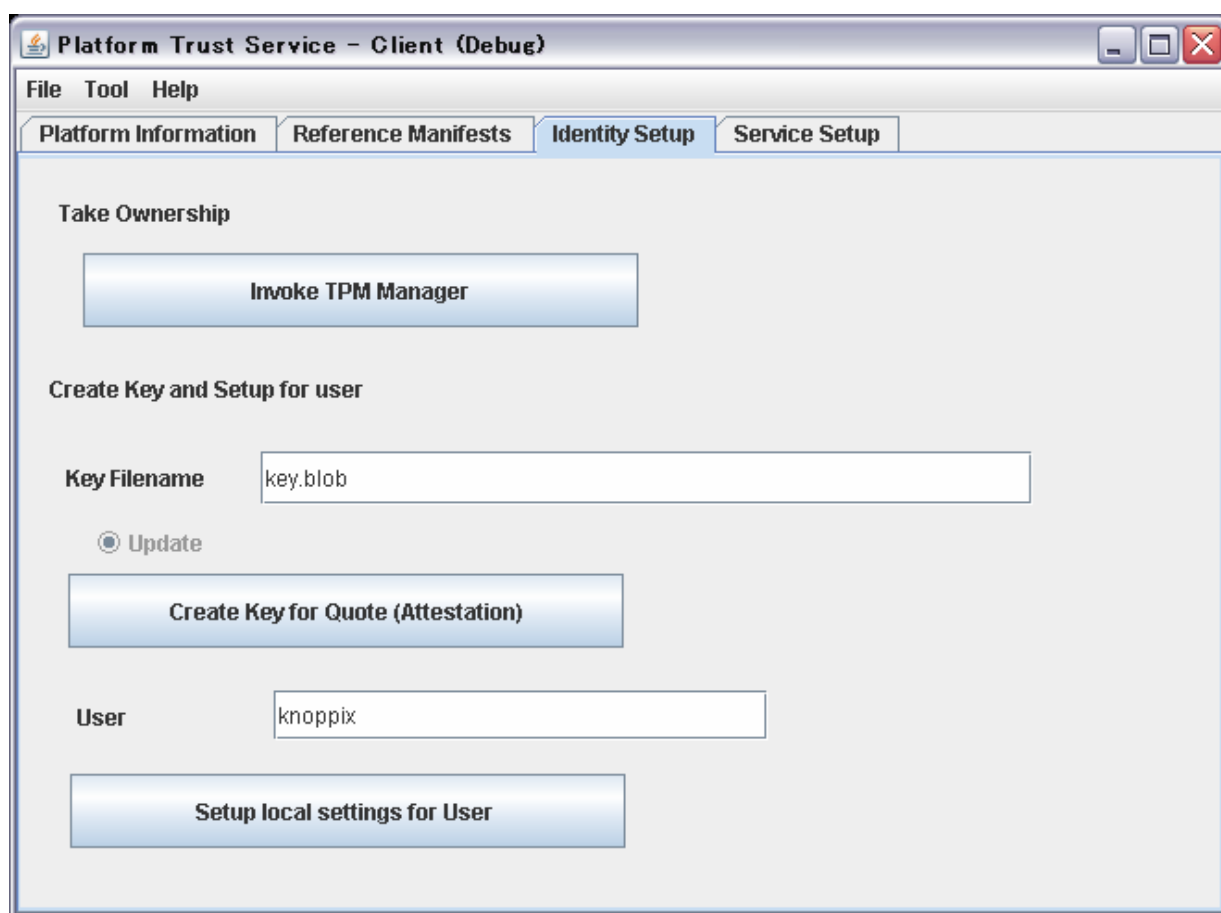 Platform Trust Service - Client (Debug)
File Tool Help
Platform Information Reference Manifests Identity Setup Service Setup
Take Ownership
Invoke TPM Manager
Create Key and Setup for user
Key Filename key.blob
Update
Create Key for Quote (Attestation)
User knoppix
Setup local settings for User